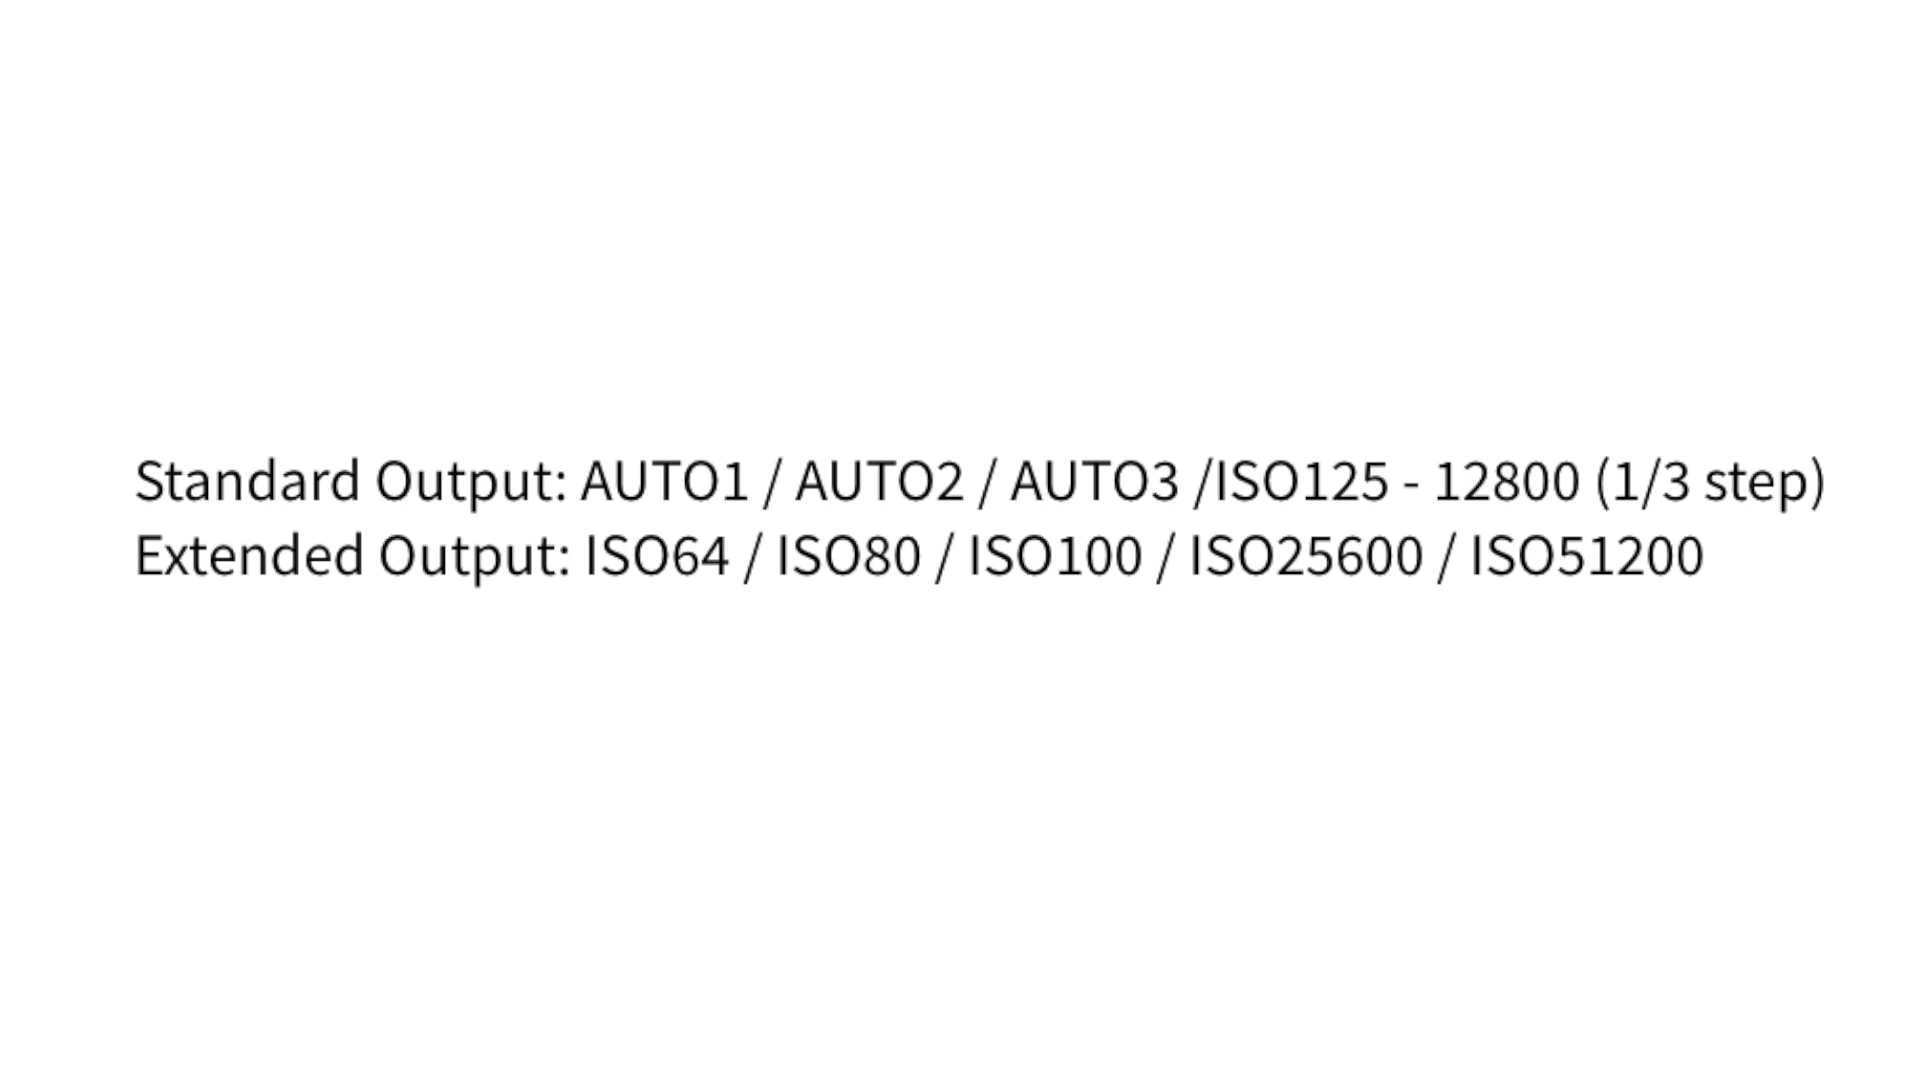 Standard Output: AUTO1 / AUTO2 / AUTO3 /ISO125 - 12800 (1/3 step)
Extended Output: ISO64 / ISO80 / ISO100 / ISO25600 / ISO51200